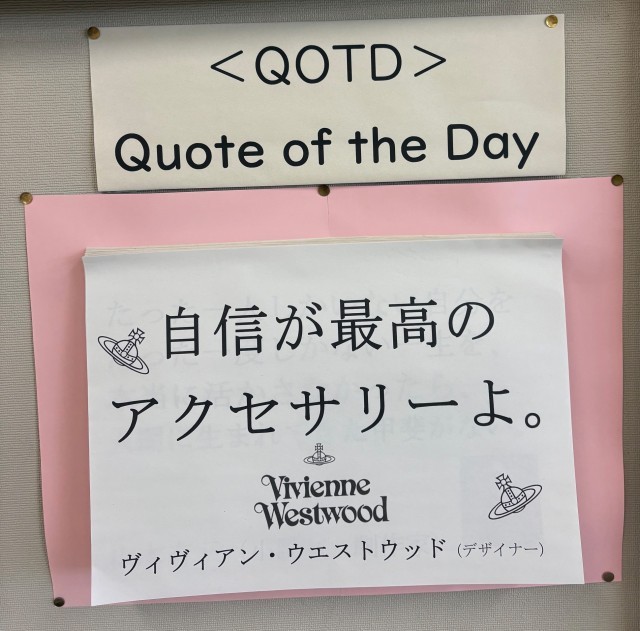 <QOTD>
Quote of the Day
自信が最高の
アクセサリーよ。
Vivienne
Westwood
ヴィヴィアン・ウエストウッド（デザイナー）